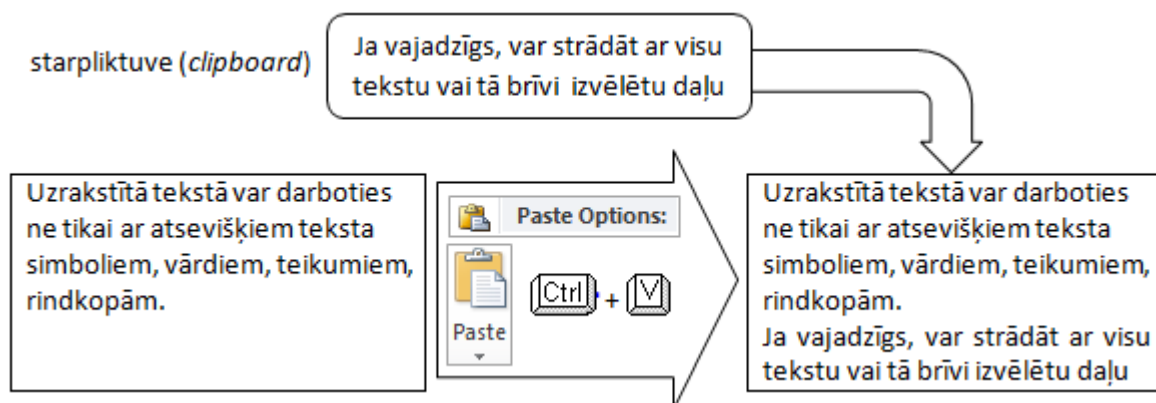 starpliktuve (clipboard)
Ja vajadzīgs, var strādāt ar visu
tekstu vai tā brīvi izvēlētu daļu
Uzrakstītā tekstā var darboties
ne tikai ar atsevišķiem teksta
simboliem, vārdiem, teikumiem,
rindkopām.
Paste Options:
Paste
Ctrl + V
Uzrakstītā tekstā var darboties
ne tikai ar atsevišķiem teksta
simboliem, vārdiem, teikumiem,
rindkopām.
Ja vajadzīgs, var strādāt ar visu
tekstu vai tā brīvi izvēlētu daļu